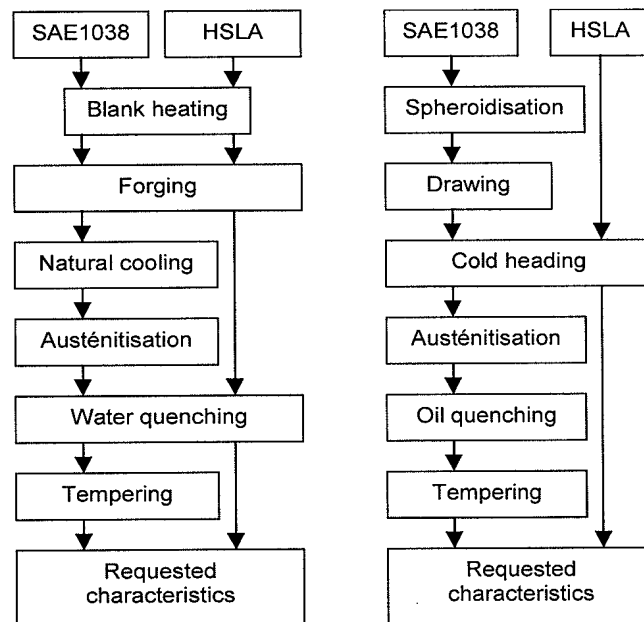 SAE1038
HSLA
Blank heating
Forging
Natural cooling
Austénitisation
Water quenching
Tempering
Requested
characteristics
SAE1038
HSLA
Spheroidisation
Drawing
Cold heading
Austénitisation
Oil quenching
Tempering
Requested
characteristics